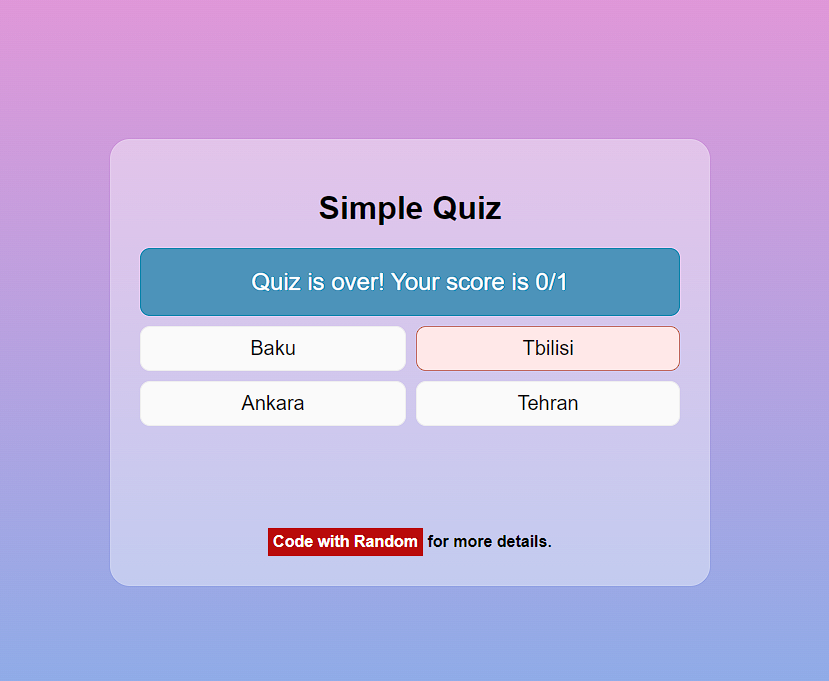 Simple Quiz
Quiz is over! Your score is 0/1
Baku
Tbilisi
Ankara
Tehran
Code with Random for more details.